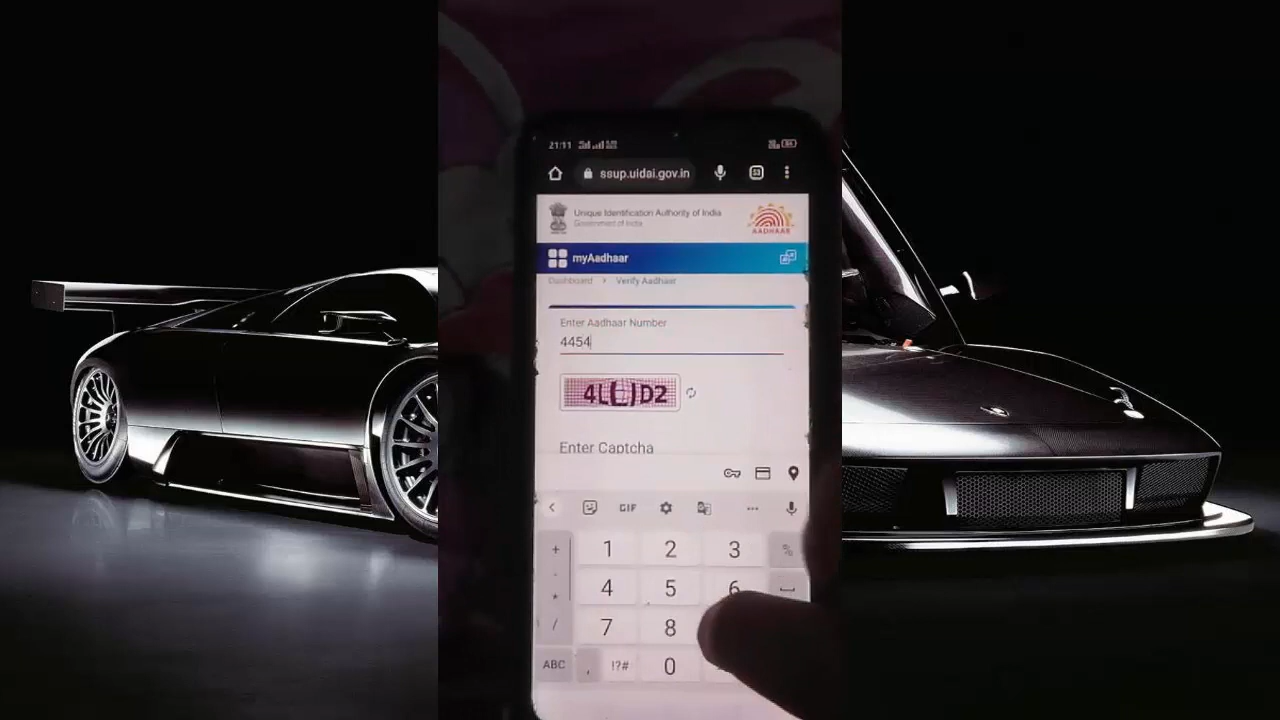 21:11
ssup.uidai.gov.in
53
Unique Identification Authority of India
Government of India
AADHAAR
myAadhaar
Dashboard > Verify Aadhaar
Enter Aadhaar Number
4454
Enter Captcha
GIF
+ 1 2 3 %
4 5 6
/ 7 8
ABC , !?# 0